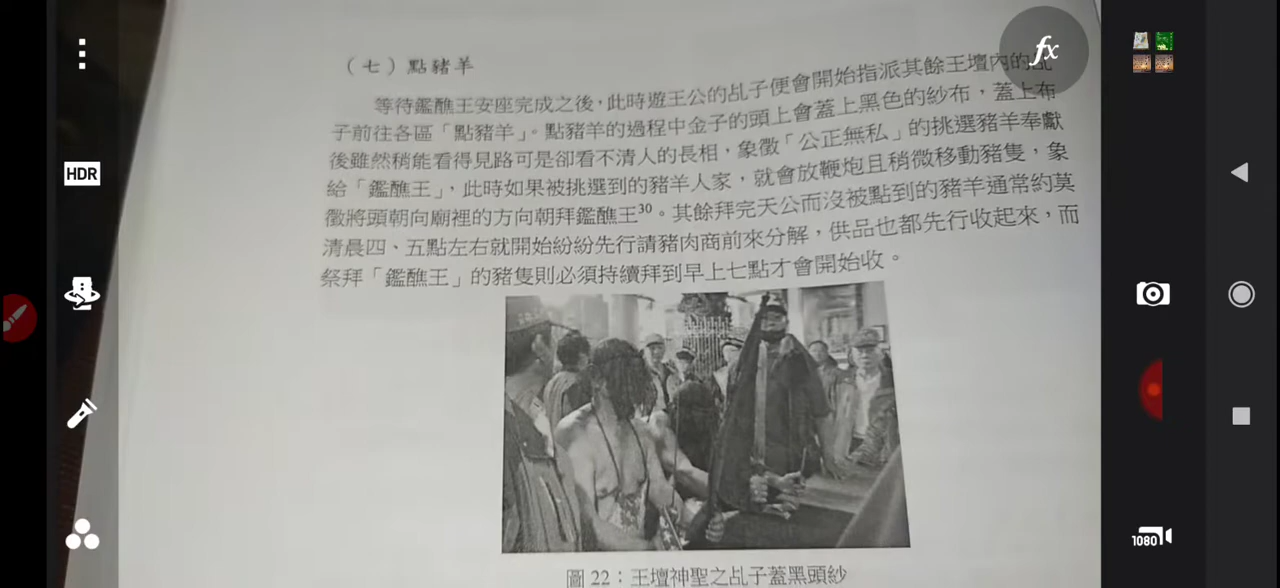 （七）點豬羊
等待鑑醮王安座完成之後，此時遊王公的乩子便會開始指派其餘王壇內的乩
子前往各區「點豬羊」。點豬羊的過程中金子的頭上會蓋上黑色的紗布，蓋上布
後雖然稍能看得見路可是卻看不清人的長相，象徵「公正無私」的挑選豬羊奉獻
給「鑑醮王」，此時如果被挑選到的豬羊人家，就會放鞭炮且稍微移動豬隻，象
徵將頭朝向廟裡的方向朝拜鑑醮王30。其餘拜完天公而沒被點到的豬羊通常約莫
清晨四、五點左右就開始紛紛先行請豬肉商前來分解，供品也都先行收起來，而
祭拜「鑑醮王」的豬隻則必須持續拜到早上七點才會開始收。
圖 22：王壇神聖之乩子蓋黑頭紗
fx
HDR
1080